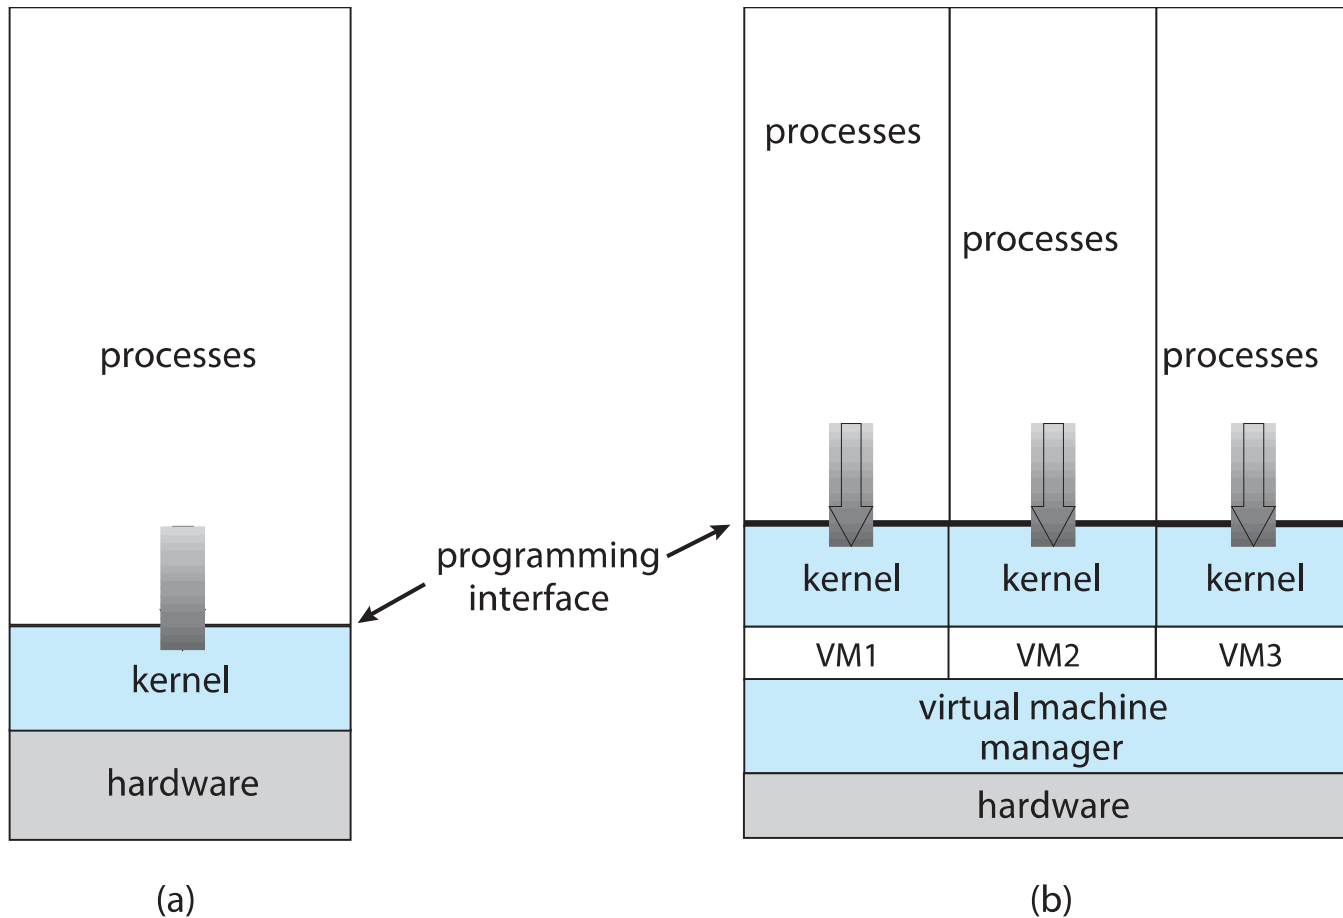 processes
processes
processes
processes
programming
interface
kernel
kernel
kernel
kernel
VM1
VM2
VM3
virtual machine
manager
hardware
hardware
(a)
(b)